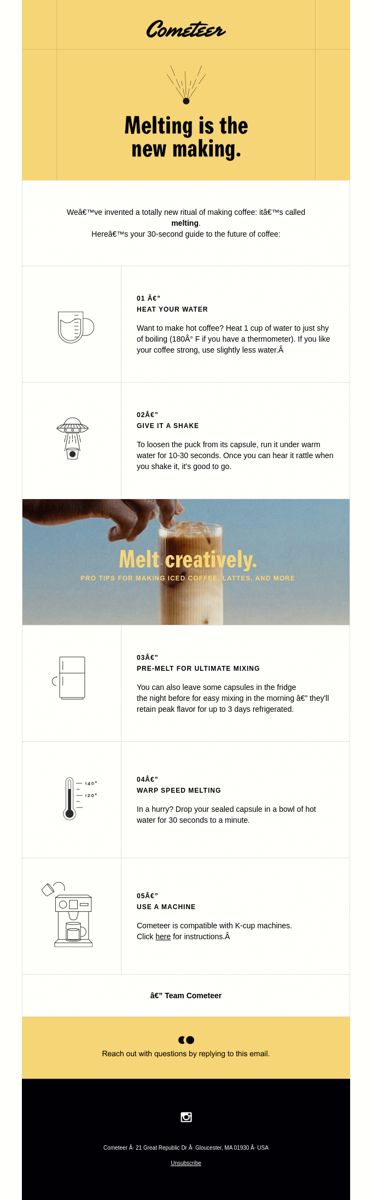 Cometeer
Melting is the
new making.
Weâ€™ve invented a totally new ritual of making coffee: itâ€™s called
melting.
Hereâ€™s your 30-second guide to the future of coffee:
01 Â€"
HEAT YOUR WATER
Want to make hot coffee? Heat 1 cup of water to just shy
of boiling (180Â° F if you have a thermometer). If you like
your coffee strong, use slightly less water.Â
02Â€"
GIVE IT A SHAKE
To loosen the puck from its capsule, run it under warm
water for 10-30 seconds. Once you can hear it rattle when
you shake it, it's good to go.
Melt creatively.
PRO TIPS FOR MAKING ICED COFFEE, LATTES, AND MORE
03Â€"
PRE-MELT FOR ULTIMATE MIXING
You can also leave some capsules in the fridge
the night before for easy mixing in the morning â€" they'll
retain peak flavor for up to 3 days refrigerated.
140°
120°
04Â€"
WARP SPEED MELTING
In a hurry? Drop your sealed capsule in a bowl of hot
water for 30 seconds to a minute.
05Â€"
USE A MACHINE
Cometeer is compatible with K-cup machines.
Click here for instructions.Â
â€" Team Cometeer
Reach out with questions by replying to this email.
Cometeer Â· 21 Great Republic Dr Â· Gloucester, MA 01930 Â· USA
Unsubscribe